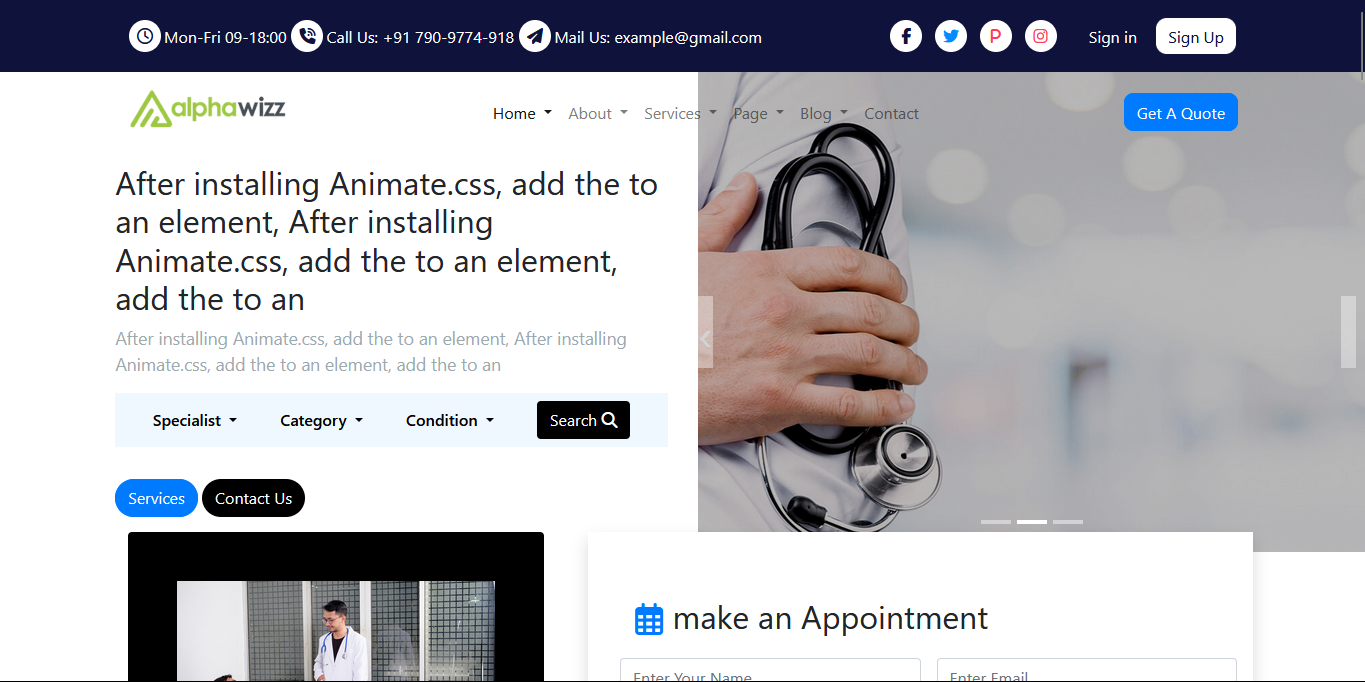 Mon-Fri 09-18:00 Call Us: +91 790-9774-918 Mail Us: example@gmail.com Sign in Sign Up
alphawizz Home About Services Page Blog Contact Get A Quote
After installing Animate.css, add the to
an element, After installing
Animate.css, add the to an element,
add the to an
After installing Animate.css, add the to an element, After installing
Animate.css, add the to an element, add the to an
Specialist Category Condition Search
Services Contact Us
make an Appointment
Enter Your Name Enter Email